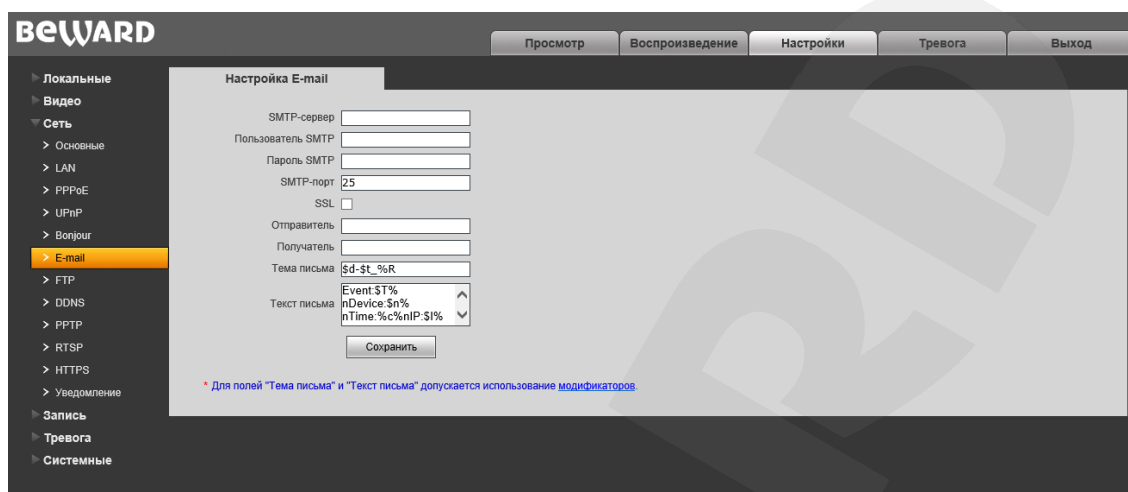 BEWARD
Просмотр Воспроизведение Настройки Тревога Выход
Локальные
Видео
Сеть
Основные
LAN
PPPoE
UPnP
Bonjour
E-mail
FTP
DDNS
PPTP
RTSP
HTTPS
Уведомление
Запись
Тревога
Системные
Настройка E-mail
SMTP-сервер
Пользователь SMTP
Пароль SMTP
SMTP-порт 25
SSL
Отправитель
Получатель
Тема письма $d-$t_%R
Текст письма Event:$T%
nDevice:$n%
nTime:%c%nIP:$I%
Сохранить
* Для полей "Тема письма" и "Текст письма" допускается использование модификаторов.
RD